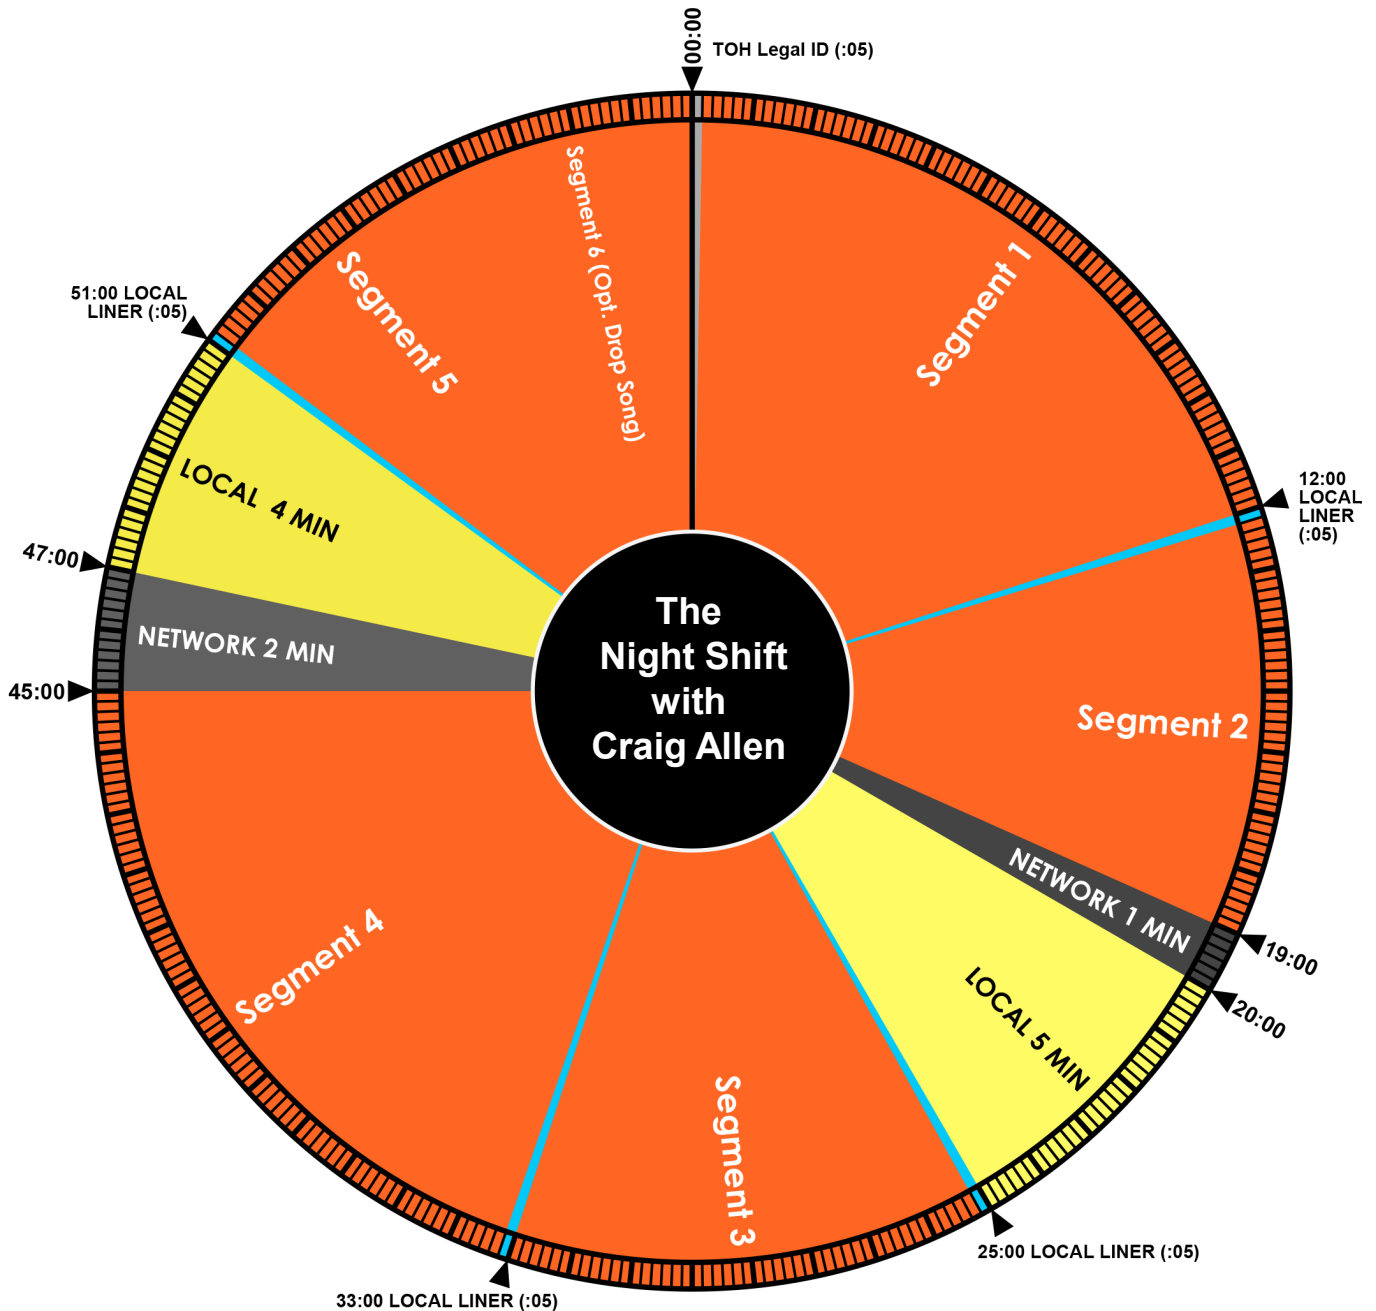 00:00
TOH Legal ID (:05)
Segment 1
12:00
LOCAL
LINER
(:05)
Segment 2
NETWORK 1 MIN
19:00
20:00
LOCAL 5 MIN
25:00 LOCAL LINER (:05)
Segment 3
33:00 LOCAL LINER (:05)
Segment 4
45:00
NETWORK 2 MIN
47:00
LOCAL 4 MIN
51:00 LOCAL
LINER (:05)
Segment 5
Segment 6 (Opt. Drop Song)
The
Night Shift
with
Craig Allen